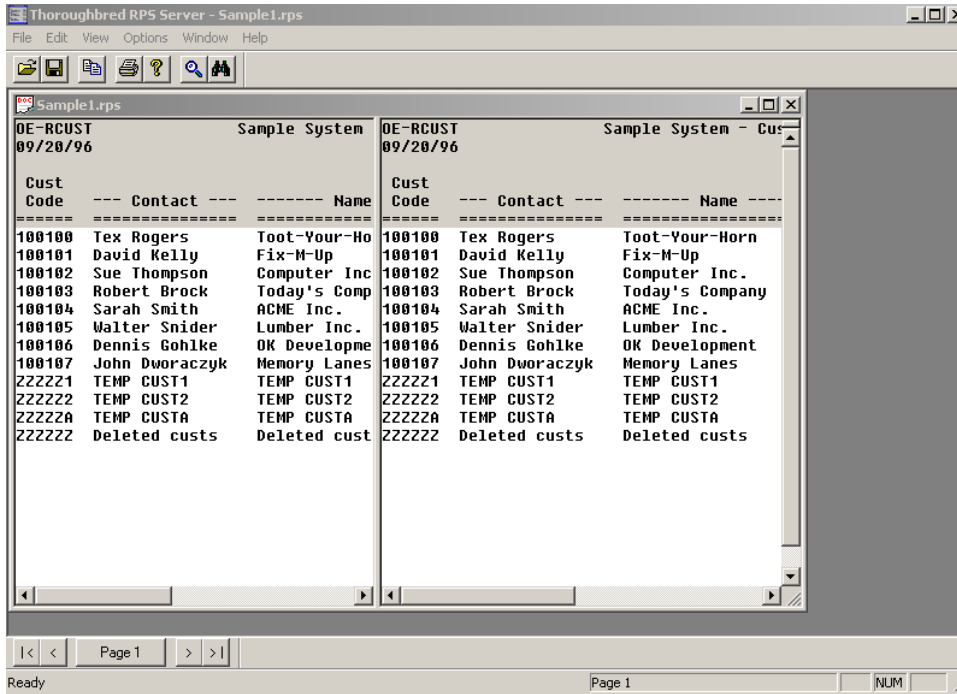 Thoroughbred RPS Server - Sample1.rps
File Edit View Options Window Help
Sample1.rps
OE-RCUST Sample System
09/20/96
Cust
Code --- Contact --- ------- Name
====== =============== ============
100100 Tex Rogers Toot-Your-Ho
100101 David Kelly Fix-M-Up
100102 Sue Thompson Computer Inc
100103 Robert Brock Today's Comp
100104 Sarah Smith ACME Inc.
100105 Walter Snider Lumber Inc.
100106 Dennis Gohlke OK Developme
100107 John Dworaczyk Memory Lanes
ZZZZZ1 TEMP CUST1 TEMP CUST1
ZZZZZ2 TEMP CUST2 TEMP CUST2
ZZZZZA TEMP CUSTA TEMP CUSTA
ZZZZZZ Deleted custs Deleted cust
OE-RCUST Sample System - Cus
09/20/96
Cust
Code --- Contact --- ------- Name ----
====== =============== =================
100100 Tex Rogers Toot-Your-Horn
100101 David Kelly Fix-M-Up
100102 Sue Thompson Computer Inc.
100103 Robert Brock Today's Company
100104 Sarah Smith ACME Inc.
100105 Walter Snider Lumber Inc.
100106 Dennis Gohlke OK Development
100107 John Dworaczyk Memory Lanes
ZZZZZ1 TEMP CUST1 TEMP CUST1
ZZZZZ2 TEMP CUST2 TEMP CUST2
ZZZZZA TEMP CUSTA TEMP CUSTA
ZZZZZZ Deleted custs Deleted custs
|< < Page 1 > >|
Ready Page 1 NUM